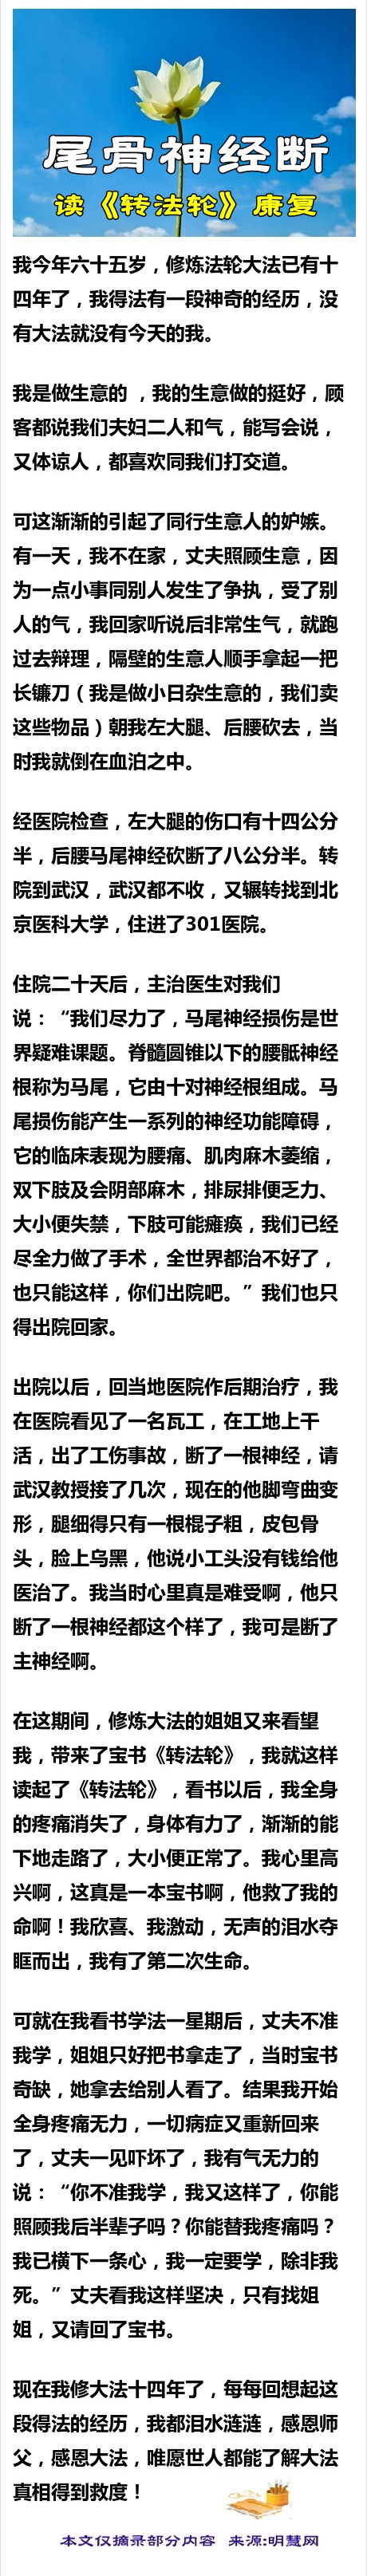 尾骨神经断
读《转法轮》康复
我今年六十五岁，修炼法轮大法已有十
四年了，我得法有一段神奇的经历，没
有大法就没有今天的我。
我是做生意的 ，我的生意做的挺好，顾
客都说我们夫妇二人和气，能写会说，
又体谅人，都喜欢同我们打交道。
可这渐渐的引起了同行生意人的妒嫉。
有一天，我不在家，丈夫照顾生意，因
为一点小事同别人发生了争执，受了别
人的气，我回家听说后非常生气，就跑
过去辩理，隔壁的生意人顺手拿起一把
长镰刀（我是做小日杂生意的，我们卖
这些物品）朝我左大腿、后腰砍去，当
时我就倒在血泊之中。
经医院检查，左大腿的伤口有十四公分
半，后腰马尾神经砍断了八公分半。转
院到武汉，武汉都不收，又辗转找到北
京医科大学，住进了301医院。
住院二十天后，主治医生对我们
说：“我们尽力了，马尾神经损伤是世
界疑难课题。脊髓圆锥以下的腰骶神经
根称为马尾，它由十对神经根组成。马
尾损伤能产生一系列的神经功能障碍，
它的临床表现为腰痛、肌肉麻木萎缩，
双下肢及会阴部麻木，排尿排便乏力、
大小便失禁，下肢可能瘫痪，我们已经
尽全力做了手术，全世界都治不好了，
也只能这样，你们出院吧。”我们也只
得出院回家。
出院以后，回当地医院作后期治疗，我
在医院看见了一名瓦工，在工地上干
活，出了工伤事故，断了一根神经，请
武汉教授接了几次，现在的他脚弯曲变
形，腿细得只有一根棍子粗，皮包骨
头，脸上乌黑，他说小工头没有钱给他
医治了。我当时心里真是难受啊，他只
断了一根神经都这个样了，我可是断了
主神经啊。
在这期间，修炼大法的姐姐又来看望
我，带来了宝书《转法轮》，我就这样
读起了《转法轮》，看书以后，我全身
的疼痛消失了，身体有力了，渐渐的能
下地走路了，大小便正常了。我心里高
兴啊，这真是一本宝书啊，他救了我的
命啊！我欣喜、我激动，无声的泪水夺
眶而出，我有了第二次生命。
可就在我看书学法一星期后，丈夫不准
我学，姐姐只好把书拿走了，当时宝书
奇缺，她拿去给别人看了。结果我开始
全身疼痛无力，一切病症又重新回来
了，丈夫一见吓坏了，我有气无力的
说：“你不准我学，我又这样了，你能
照顾我后半辈子吗？你能替我疼痛吗？
我已横下一条心，我一定要学，除非我
死。”丈夫看我这样坚决，只有找姐
姐，又请回了宝书。
现在我修大法十四年了，每每回想起这
段得法的经历，我都泪水涟涟，感恩师
父，感恩大法，唯愿世人都能了解大法
真相得到救度！
本文仅摘录部分内容 来源:明慧网